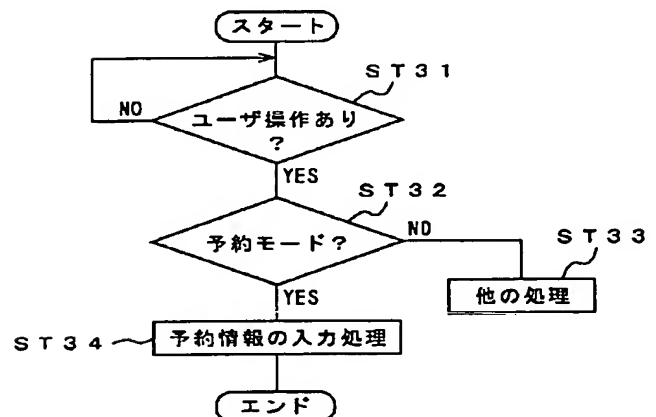 スタート
ST31
NO
ユーザ操作あり
?
YES
ST32
予約モード?
NO
ST33
他の処理
YES
ST34
予約情報の入力処理
エンド